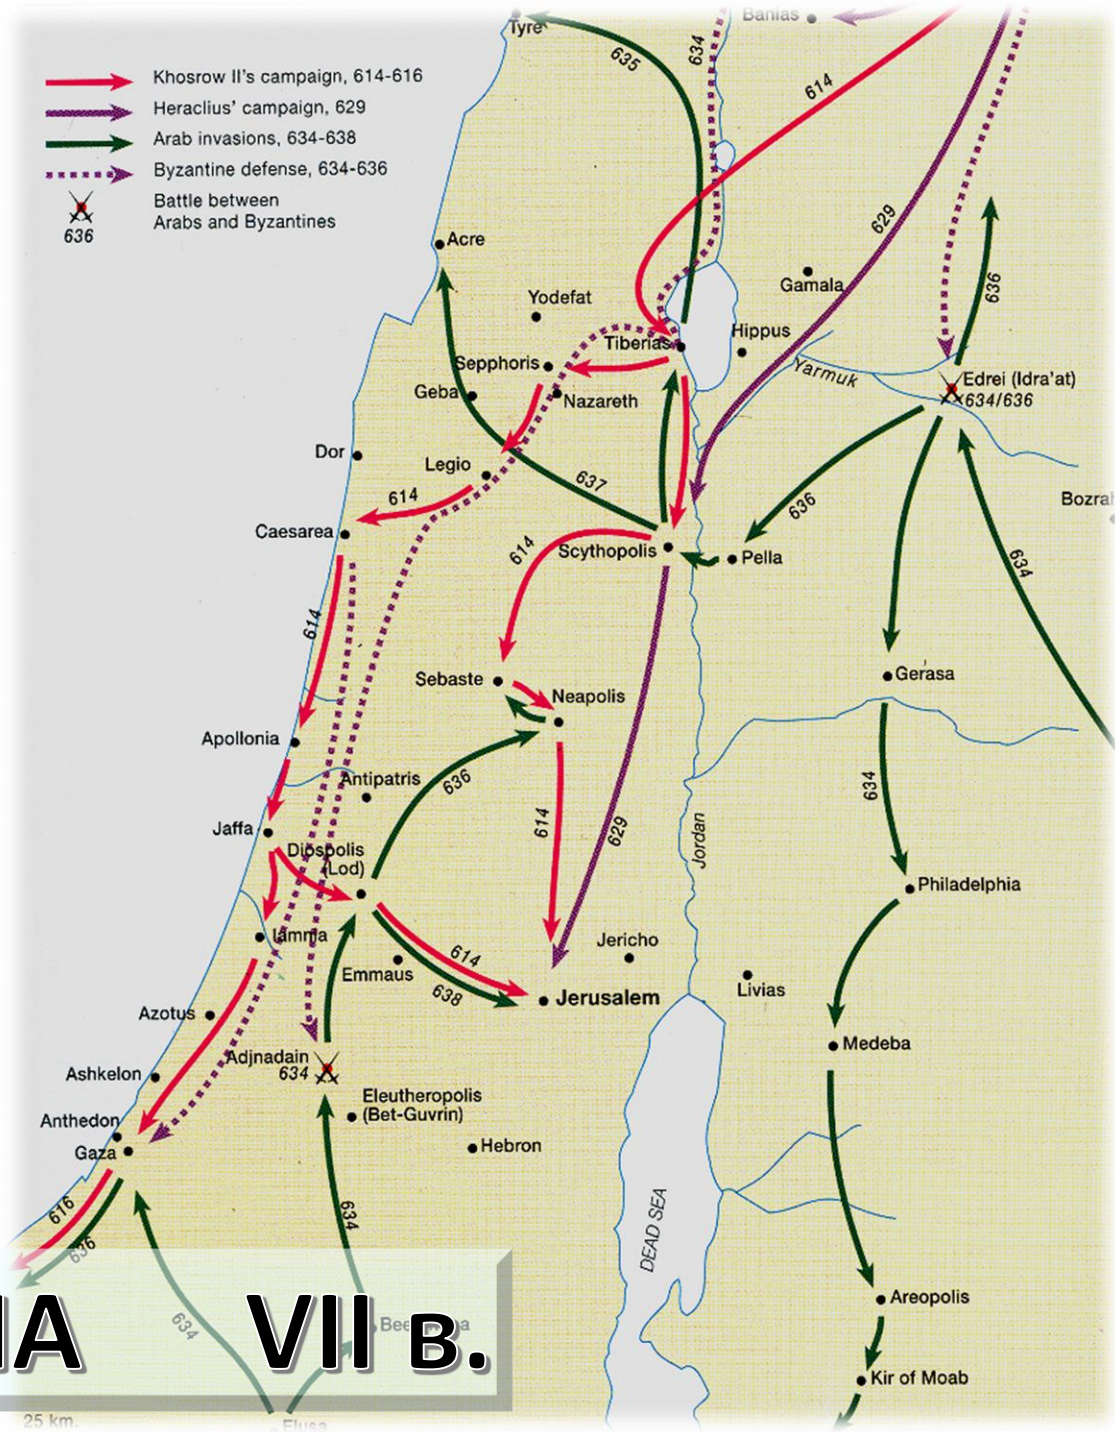 Khosrow II's campaign, 614-616
Heraclius' campaign, 629
Arab invasions, 634-638
Byzantine defense, 634-636
Battle between
Arabs and Byzantines
636
Tyre
635
634
Banias
614
629
636
Acre
Yodefat
Gamala
Hippus
Tiberias
Sepphoris
Geba
Nazareth
Yarmuk
Edrei (Idra'at)
634/636
Dor
Legio
637
614
Caesarea
636
614
Scythopolis
Pella
634
614
Sebaste
Neapolis
Gerasa
Apollonia
Antipatris
636
634
614
629
Jordan
Jaffa
Diospolis
(Lod)
Philadelphia
Iamnia
614
638
Emmaus
Jericho
Jerusalem
Livias
Azotus
Adjnadain
634
Medeba
Ashkelon
Eleutheropolis
(Bet-Guvrin)
Anthedon
Gaza
Hebron
616
636
634
DEAD SEA
Areopolis
634
VII в.
Kir of Moab
25 km.
Elusa